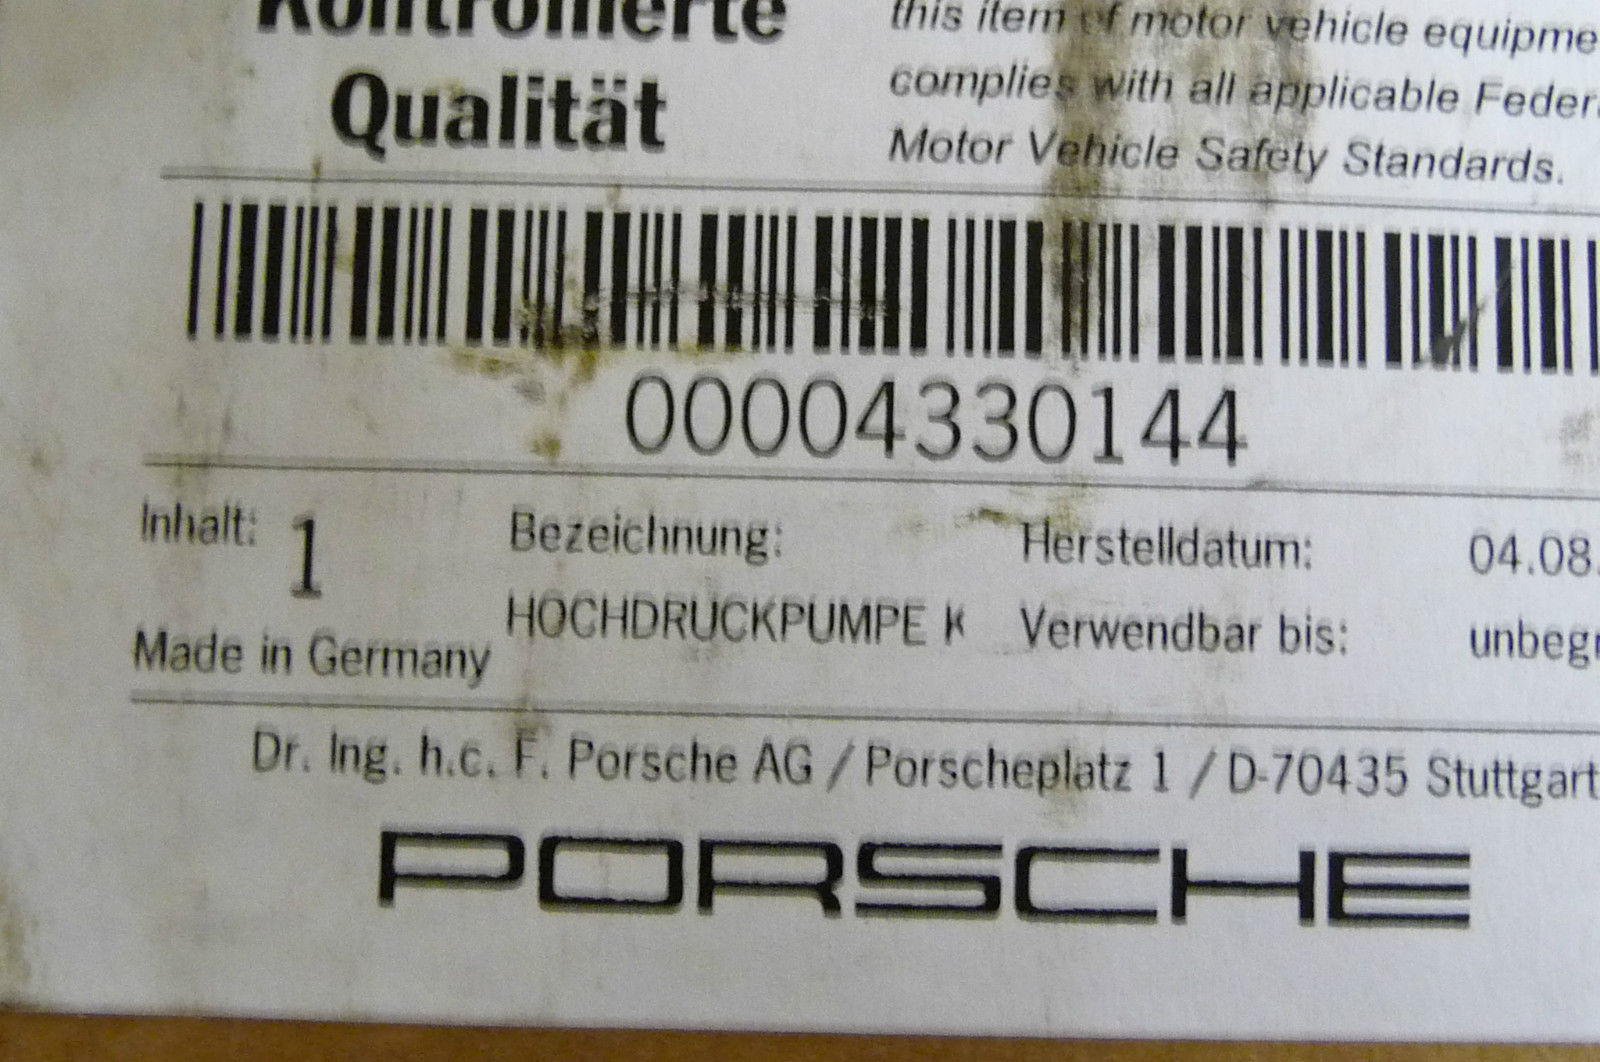 Kontrollierte
Qualität
this item of motor vehicle equipme
complies with all applicable Feder
Motor Vehicle Safety Standards.
00004330144
Inhalt: 1
Bezeichnung:
HOCHDRUCKPUMPE K
Herstelldatum: 04.08.
Verwendbar bis: unbegr
Made in Germany
Dr. Ing. h.c. F. Porsche AG / Porscheplatz 1 / D-70435 Stuttgart
PORSCHE